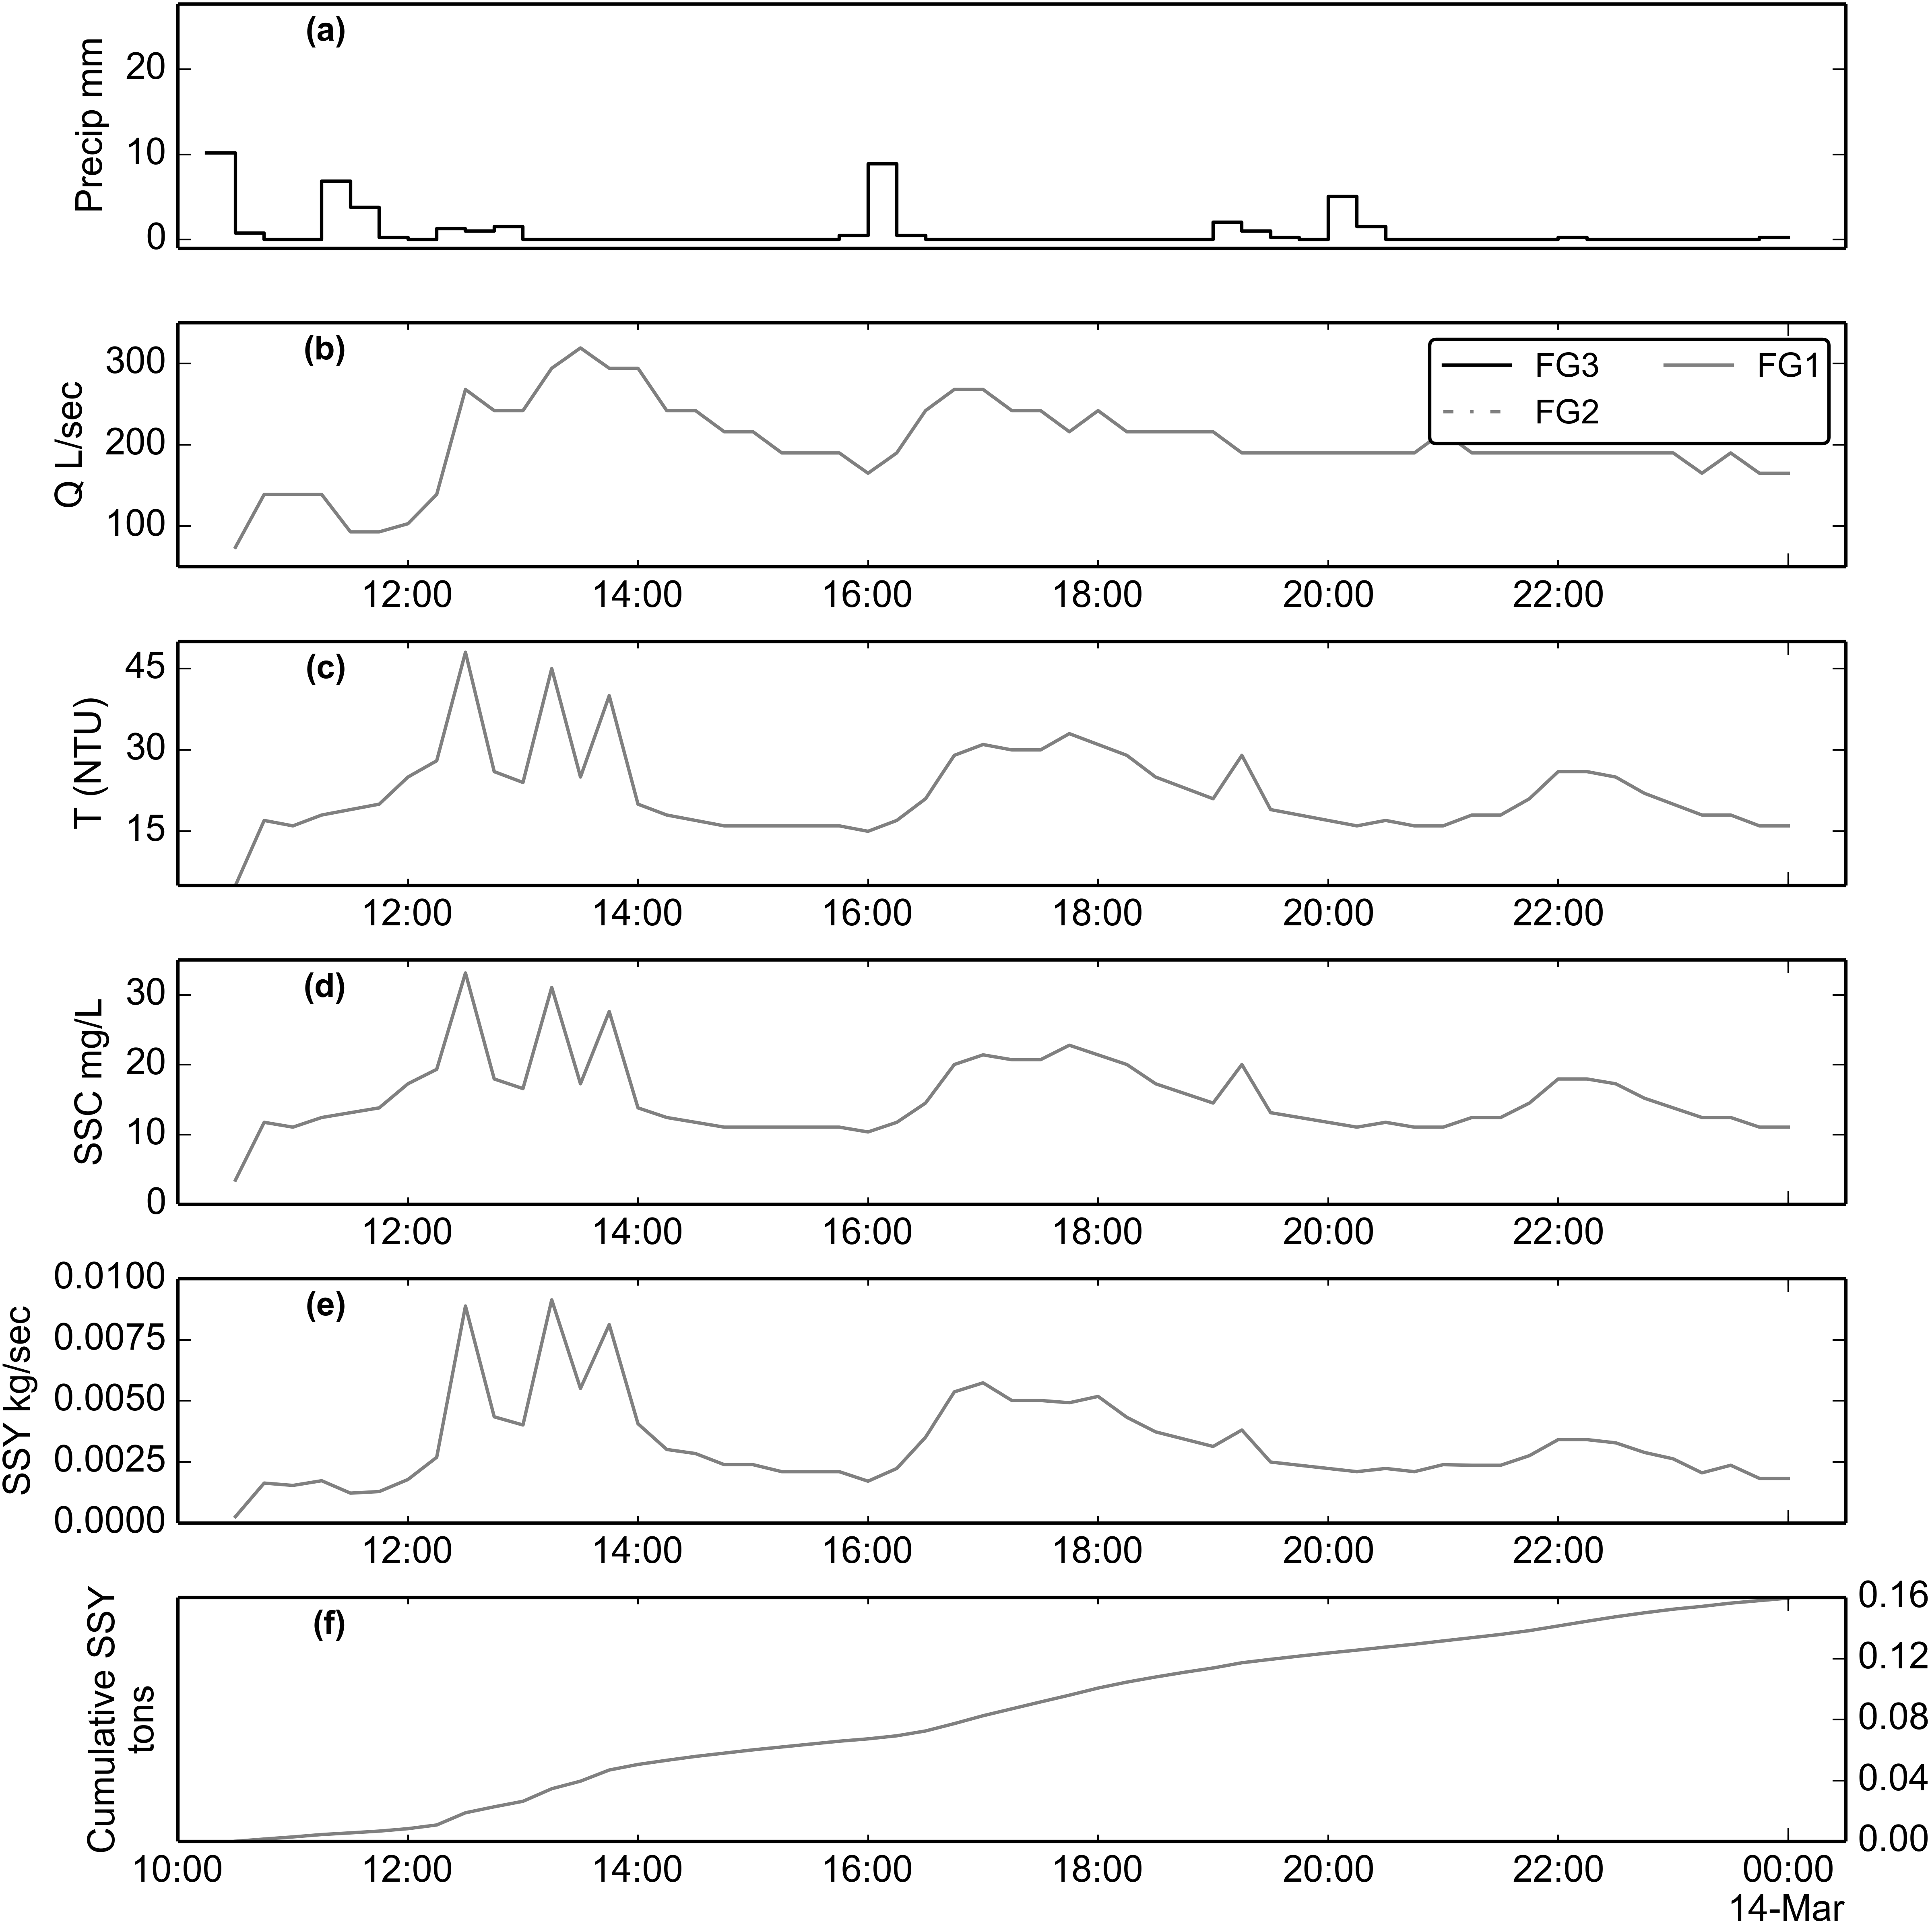 (a)
Precip mm
20
10
0
(b)
Q L/sec
300
200
100
FG3 FG1
FG2
12:00 14:00 16:00 18:00 20:00 22:00
(c)
T (NTU)
45
30
15
12:00 14:00 16:00 18:00 20:00 22:00
(d)
SSC mg/L
30
20
10
0
12:00 14:00 16:00 18:00 20:00 22:00
(e)
SSY kg/sec
0.0100
0.0075
0.0050
0.0025
0.0000
12:00 14:00 16:00 18:00 20:00 22:00
(f)
Cumulative SSY
tons
0.16
0.12
0.08
0.04
0.00
10:00 12:00 14:00 16:00 18:00 20:00 22:00 00:00
14-Mar